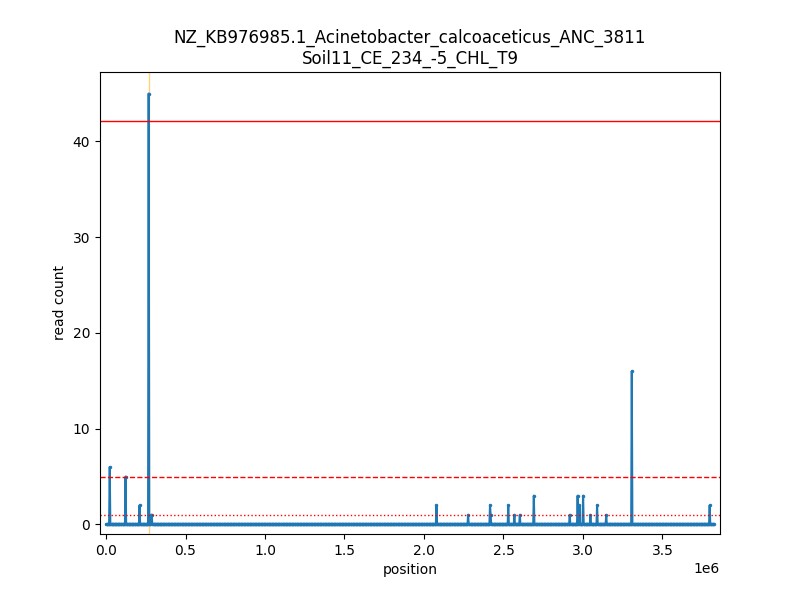 NZ_KB976985.1_Acinetobacter_calcoaceticus_ANC_3811
Soil11_CE_234_-5_CHL_T9
read count
40
30
20
10
0
0.0 0.5 1.0 1.5 2.0 2.5 3.0 3.5
1e6
position